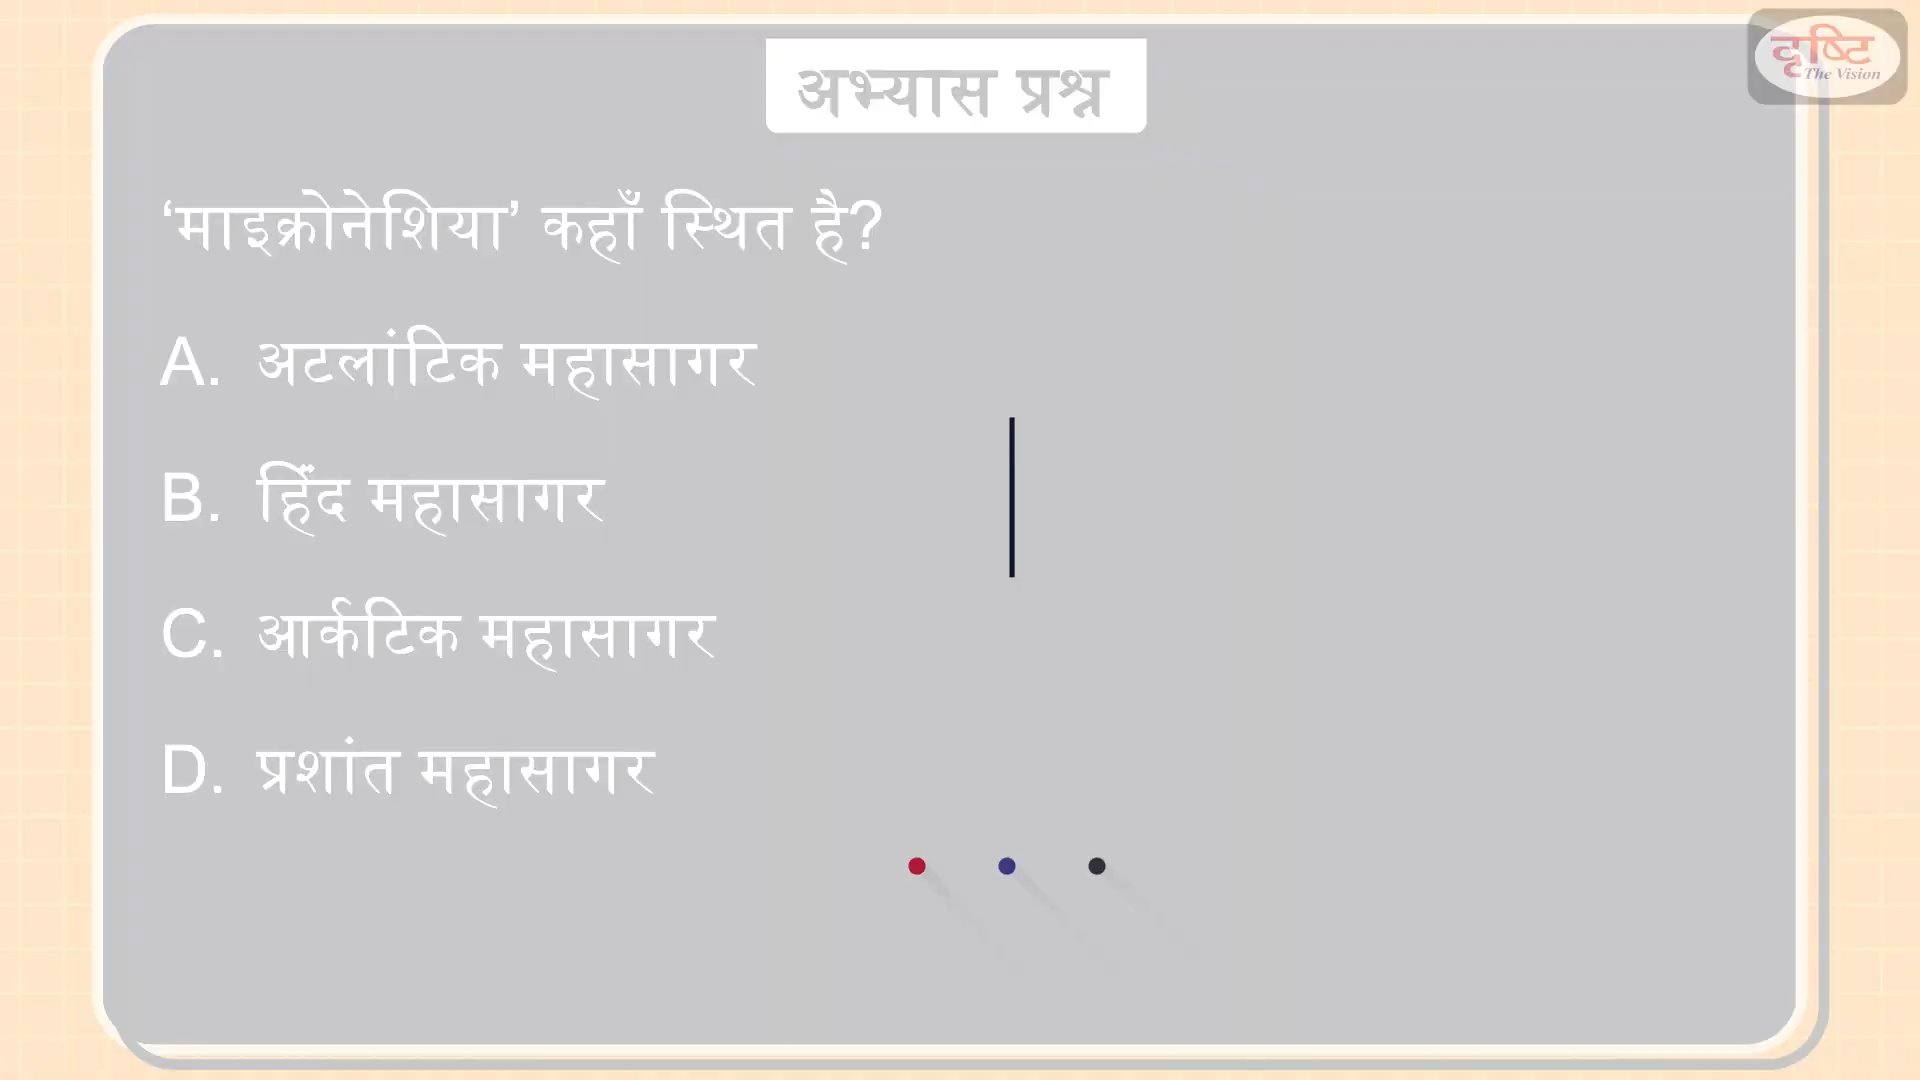 दृष्टि
The Vision
अभ्यास प्रश्न
‘माइक्रोनेशिया’ कहाँ स्थित है?
A. अटलांटिक महासागर
B. हिंद महासागर
C. आर्कटिक महासागर
D. प्रशांत महासागर